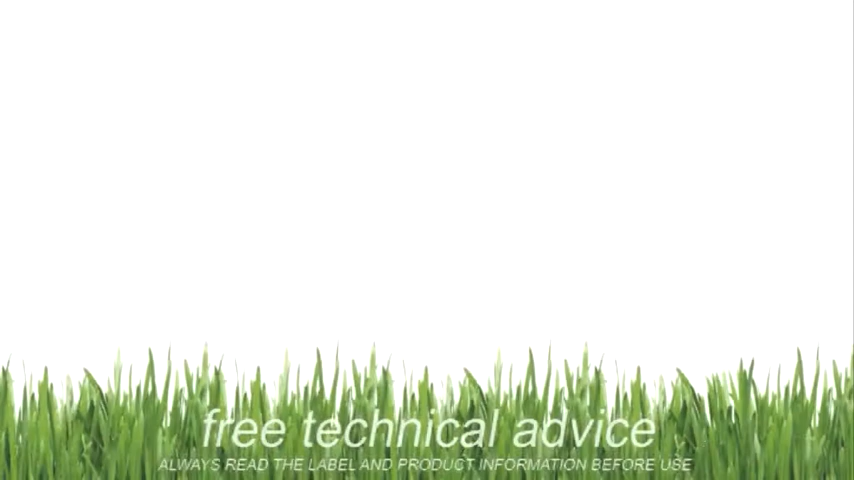 free technical advice
ALWAYS READ THE LABEL AND PRODUCT INFORMATION BEFORE USE